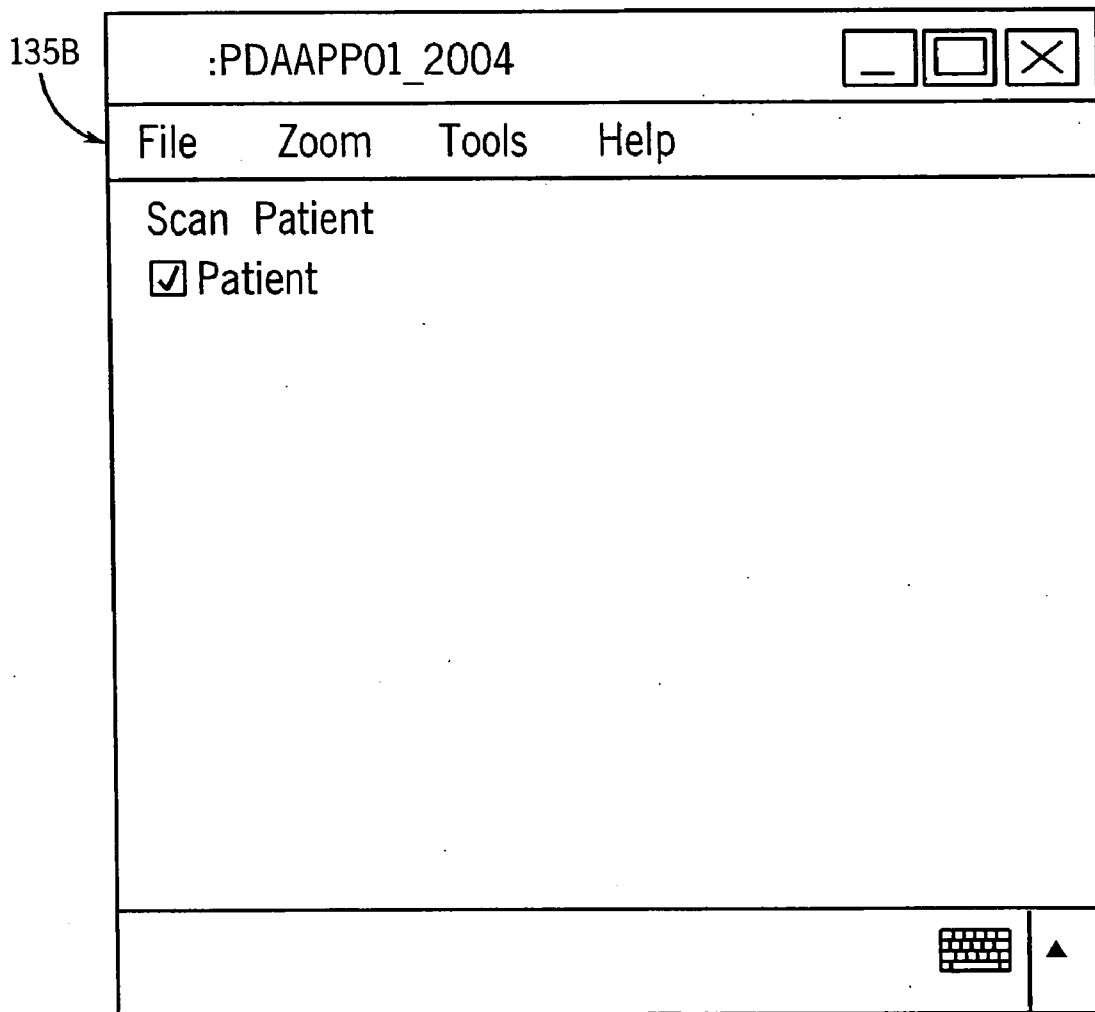 135B
:PDAAPP01_2004
File Zoom Tools Help
Scan Patient
Patient